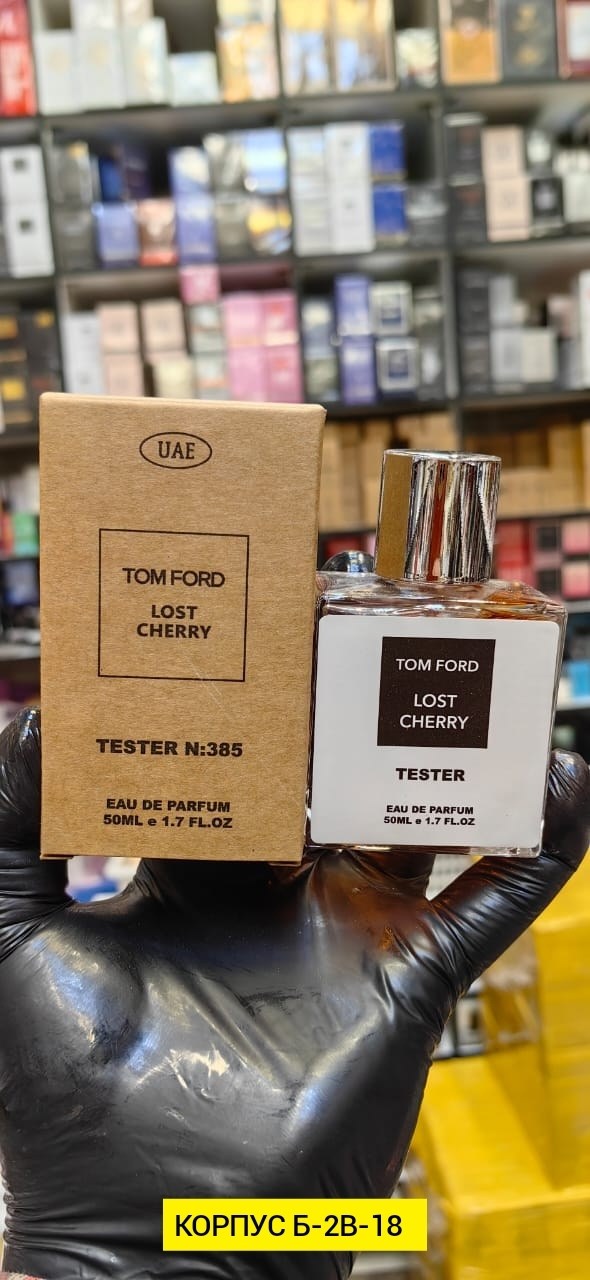 UAE
TOM FORD
LOST
CHERRY
TESTER N:385
EAU DE PARFUM
50ML e 1.7 FL.OZ
TOM FORD
LOST
CHERRY
TESTER
EAU DE PARFUM
50ML e 1.7 FL.OZ
КОРПУС Б-2В-18